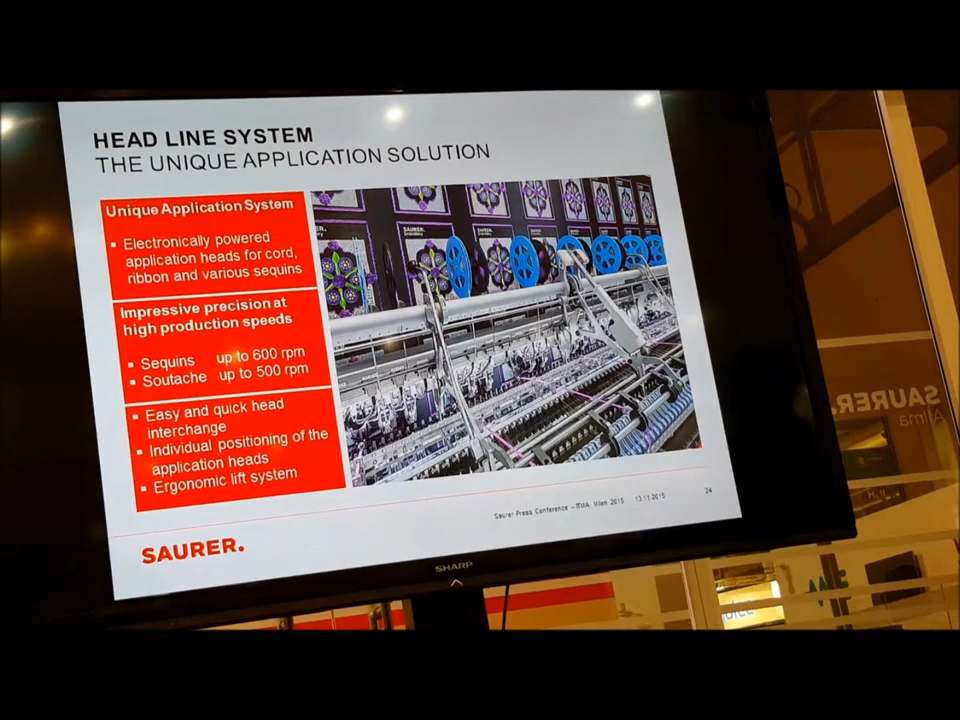 HEAD LINE SYSTEM
THE UNIQUE APPLICATION SOLUTION
Unique Application System
▪ Electronically powered
application heads for cord,
ribbon and various sequins
Impressive precision at
high production speeds
▪ Sequins up to 600 rpm
▪ Soutache up to 500 rpm
▪ Easy and quick head
interchange
▪ Individual positioning of the
application heads
▪ Ergonomic lift system
SAURER.
Saurer Press Conference – ITMA Milan 2015 13.11.2015 24
SAURER.
SHARP
SAURER.